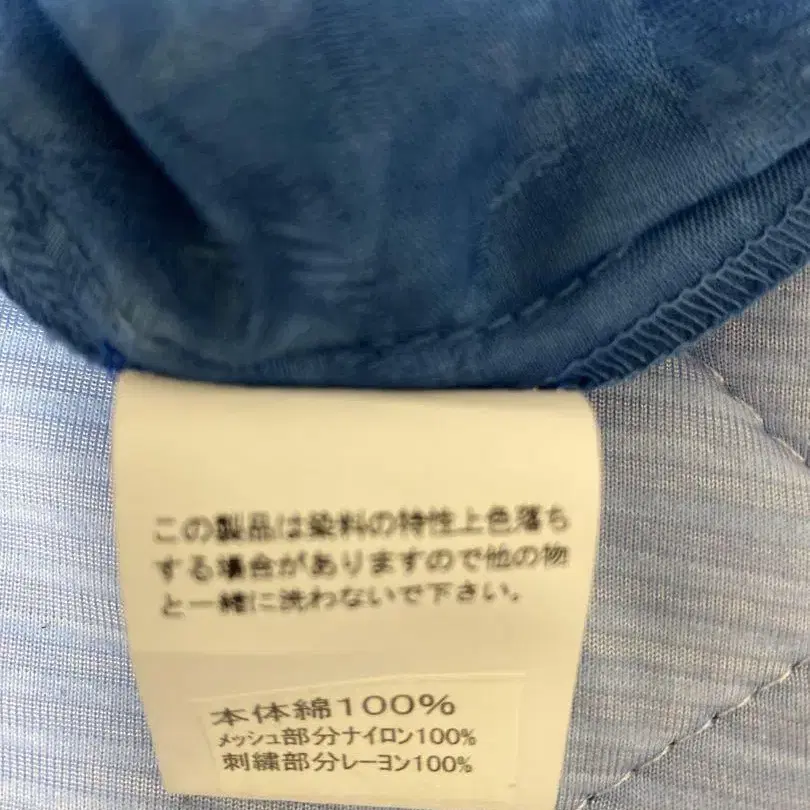 この製品は染料の特性上色落ち
する場合がありますので他の物
と一緒に洗わないで下さい。
本体綿100%
メッシュ部分ナイロン100%
刺繍部分レーヨン100%